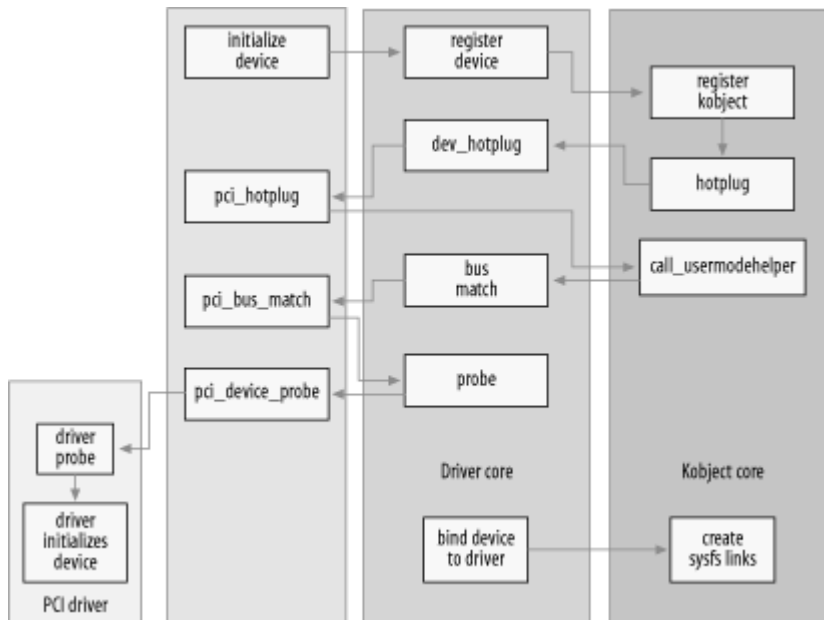 initialize
device
register
device
register
kobject
dev_hotplug
hotplug
pci_hotplug
call_usermodehelper
bus
match
pci_bus_match
probe
pci_device_probe
driver
probe
Driver core
Kobject core
driver
initializes
device
bind device
to driver
create
sysfs links
PCI driver